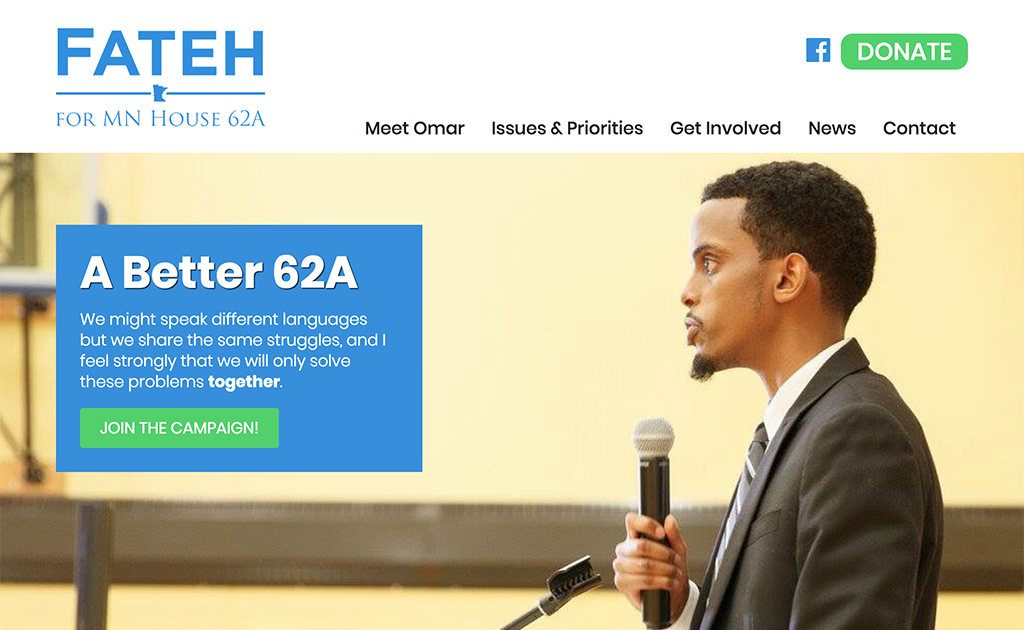 FATEH
FOR MN HOUSE 62A
DONATE
Meet Omar
Issues & Priorities
Get Involved
News
Contact
A Better 62A
We might speak different languages
but we share the same struggles, and I
feel strongly that we will only solve
these problems together.
JOIN THE CAMPAIGN!